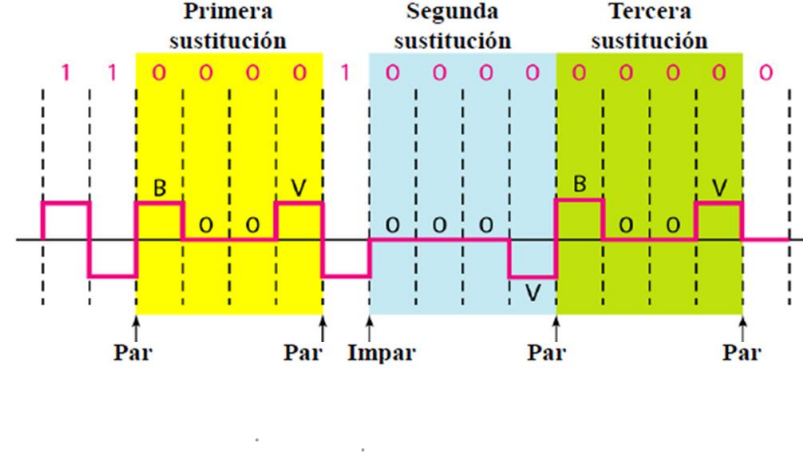 Primera sustitución
Segunda sustitución
Tercera sustitución
1 1 0 0 0 0 1 0 0 0 0 0 0 0 0 0
B 0 0 V 0 0 0 V B 0 0 V
Par Par Impar Par Par